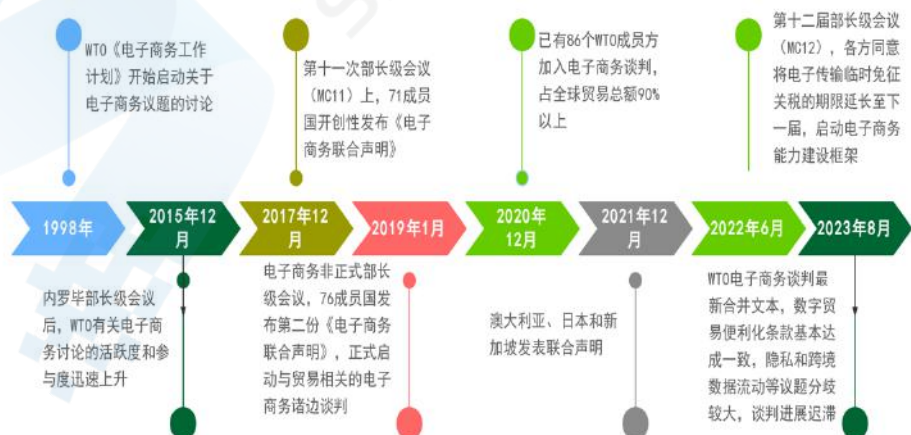 WTO《电子商务工作
计划》开始启动关于
电子商务议题的讨论
第十一次部长级会议
（MC11）上，71成员
国开创性发布《电子
商务联合声明》
已有86个WTO成员方
加入电子商务谈判，
占全球贸易总额90%
以上
第十二届部长级会议
（MC12），各方同意
将电子传输临时免征
关税的期限延长至下
一届，启动电子商务
能力建设框架
1998年
2015年12
月
2017年12
月
2019年1月
2020年
12月
2021年12
月
2022年6月
2023年8月
内罗毕部长级会议
后，WTO有关电子商
务讨论的活跃度和参
与度迅速上升
电子商务非正式部长
级会议，76成员国发
布第二份《电子商务
联合声明》，正式启
动与贸易相关的电子
商务诸边谈判
澳大利亚、日本和新
加坡发表联合声明
WTO电子商务谈判最
新合并文本，数字贸
易便利化条款基本达
成一致，隐私和跨境
数据流动等议题分歧
较大，谈判进展迟滞